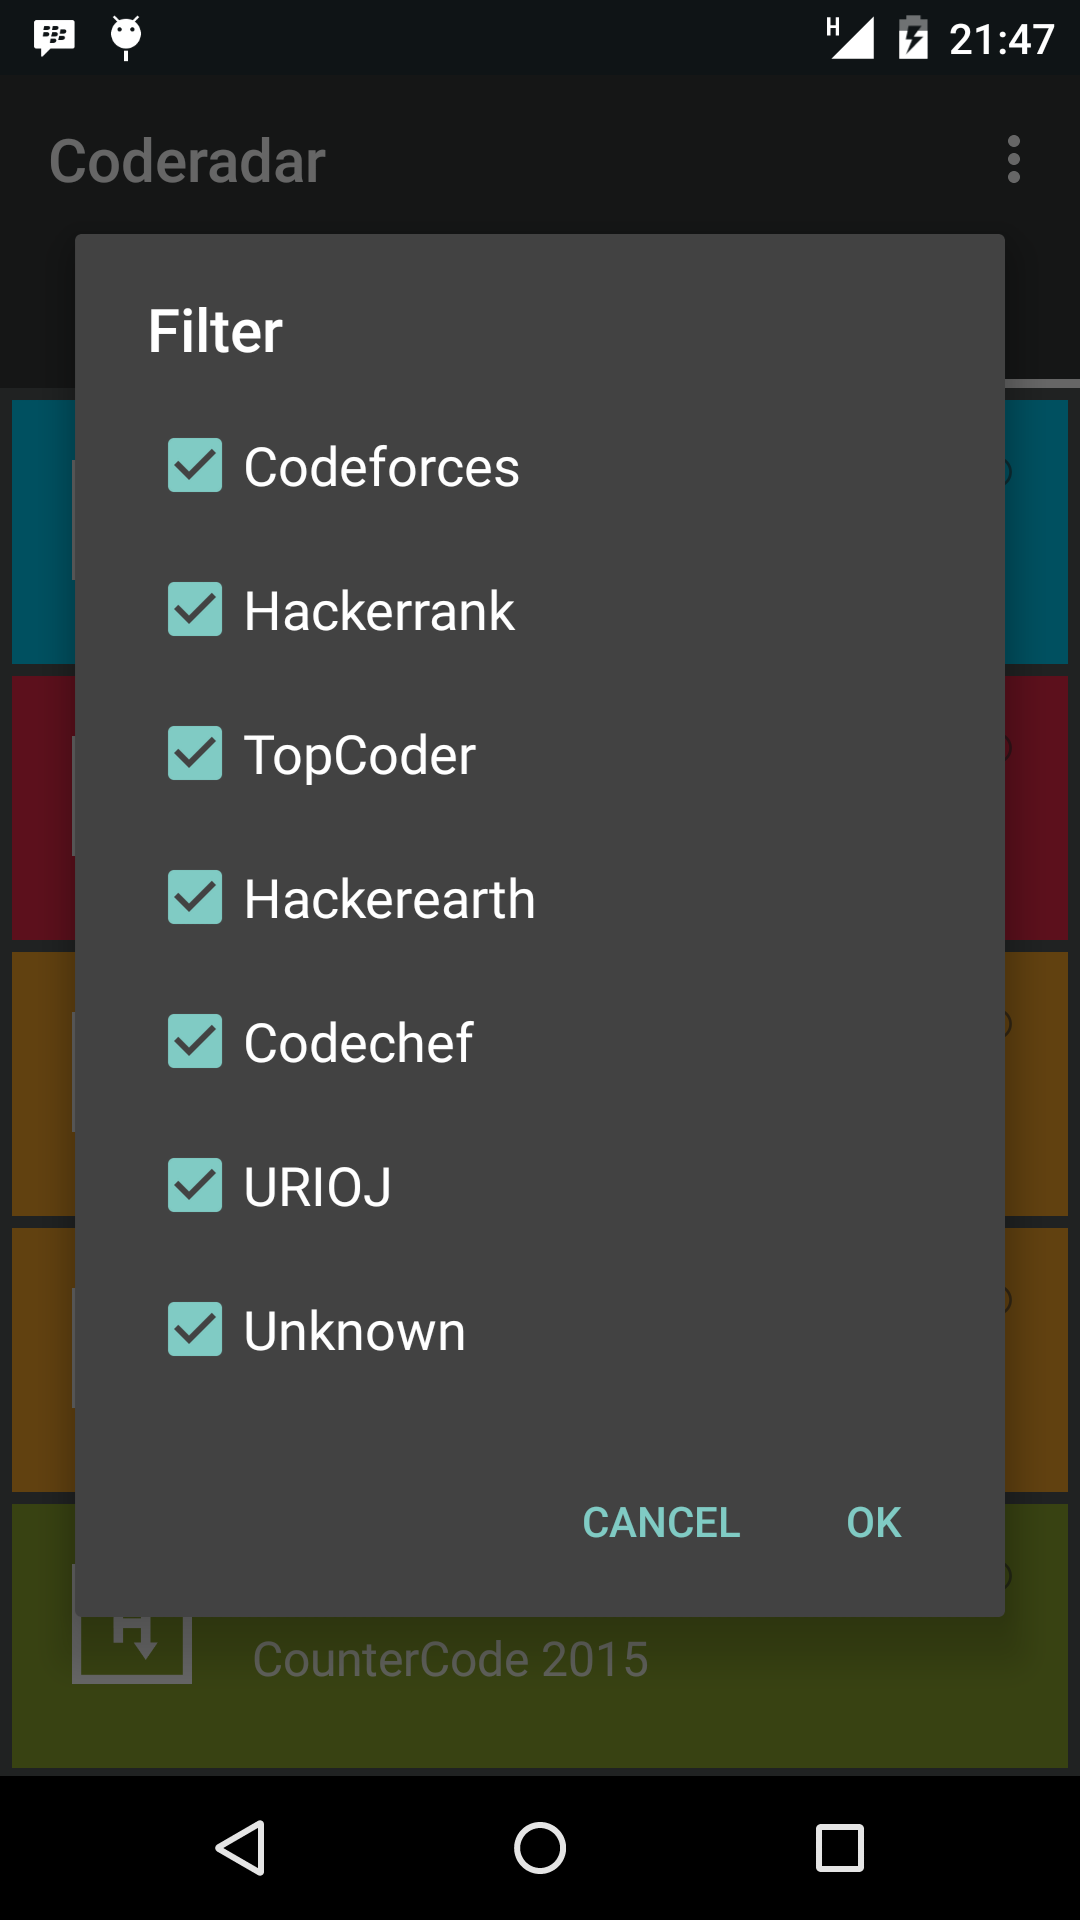 H 21:47
Coderadar
Filter
Codeforces
Hackerrank
TopCoder
Hackerearth
Codechef
URIOJ
Unknown
CANCEL OK
H
CounterCode 2015